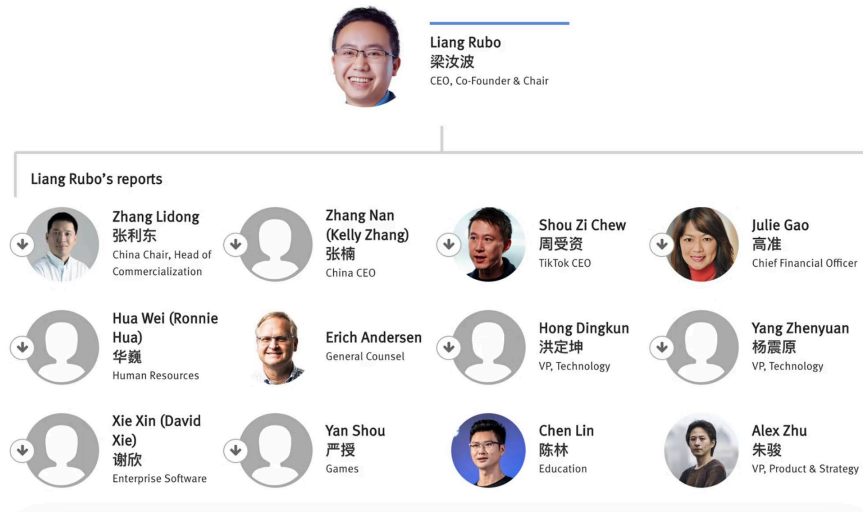 Liang Rubo
梁汝波
CEO, Co-Founder & Chair
Liang Rubo's reports
Zhang Lidong
张利东
China Chair, Head of
Commercialization
Zhang Nan
(Kelly Zhang)
张楠
China CEO
Shou Zi Chew
周受资
TikTok CEO
Julie Gao
高准
Chief Financial Officer
Hua Wei (Ronnie
Hua)
华巍
Human Resources
Erich Andersen
General Counsel
Hong Dingkun
洪定坤
VP, Technology
Yang Zhenyuan
杨震原
VP, Technology
Xie Xin (David
Xie)
谢欣
Enterprise Software
Yan Shou
严授
Games
Chen Lin
陈林
Education
Alex Zhu
朱骏
VP, Product & Strategy